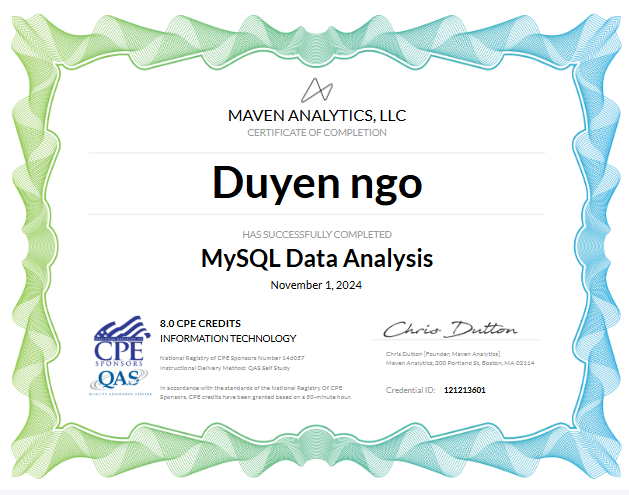 MAVEN ANALYTICS, LLC
CERTIFICATE OF COMPLETION
Duyen ngo
HAS SUCCESSFULLY COMPLETED
MySQL Data Analysis
November 1, 2024
NATIONAL REGISTRY OF
CPE
SPONSORS
QAS
QUALITY ASSURANCE SERVICE
8.0 CPE CREDITS
INFORMATION TECHNOLOGY
National Registry of CPE Sponsors Number 146057
Instructional Delivery Method: QAS Self Study
In accordance with the standards of the National Registry Of CPE
Sponsors, CPE credits have been granted based on a 50-minute hour.
Chris Dutton
Chris Dutton [Founder, Maven Analytics]
Maven Analytics, 200 Portland St, Boston, MA 02114
Credential ID: 121213601